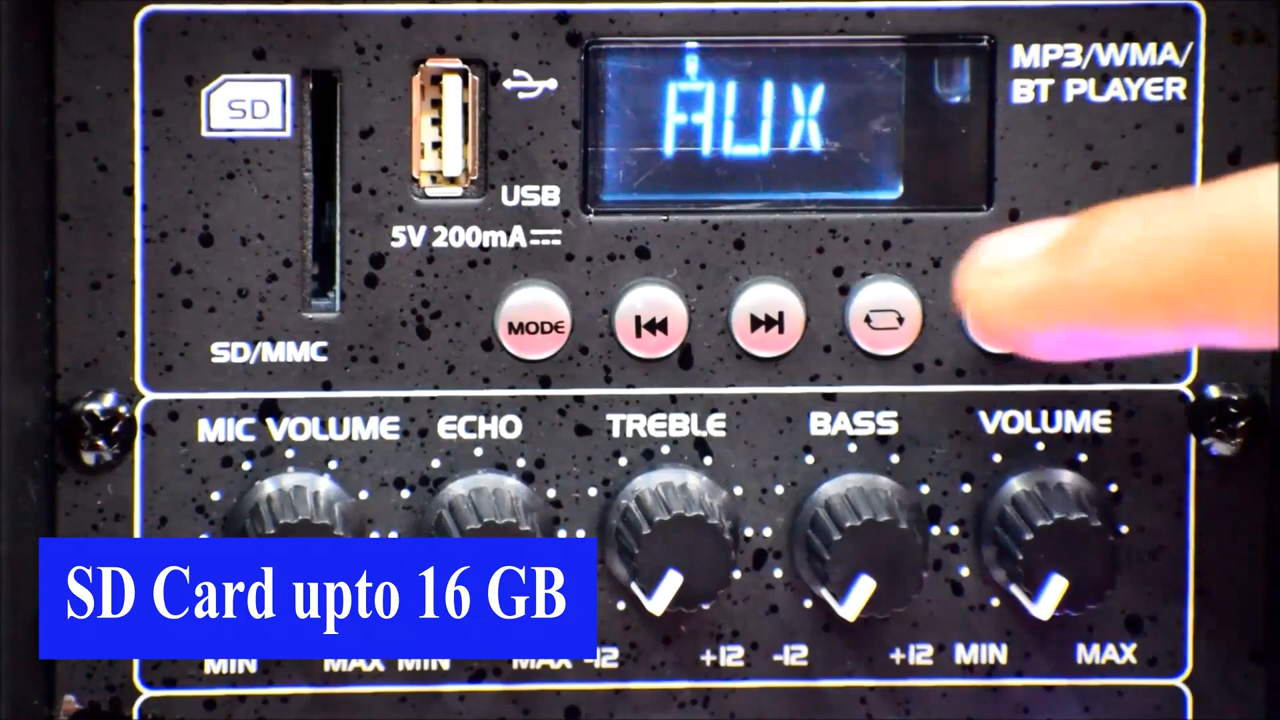 SD
USB
5V 200mA
SD/MMC
AUX
MP3/WMA/
BT PLAYER
MODE
MIC VOLUME
ECHO
TREBLE
BASS
VOLUME
SD Card upto 16 GB
MIN MAX MIN MAX -12 +12 -12 +12 MIN MAX